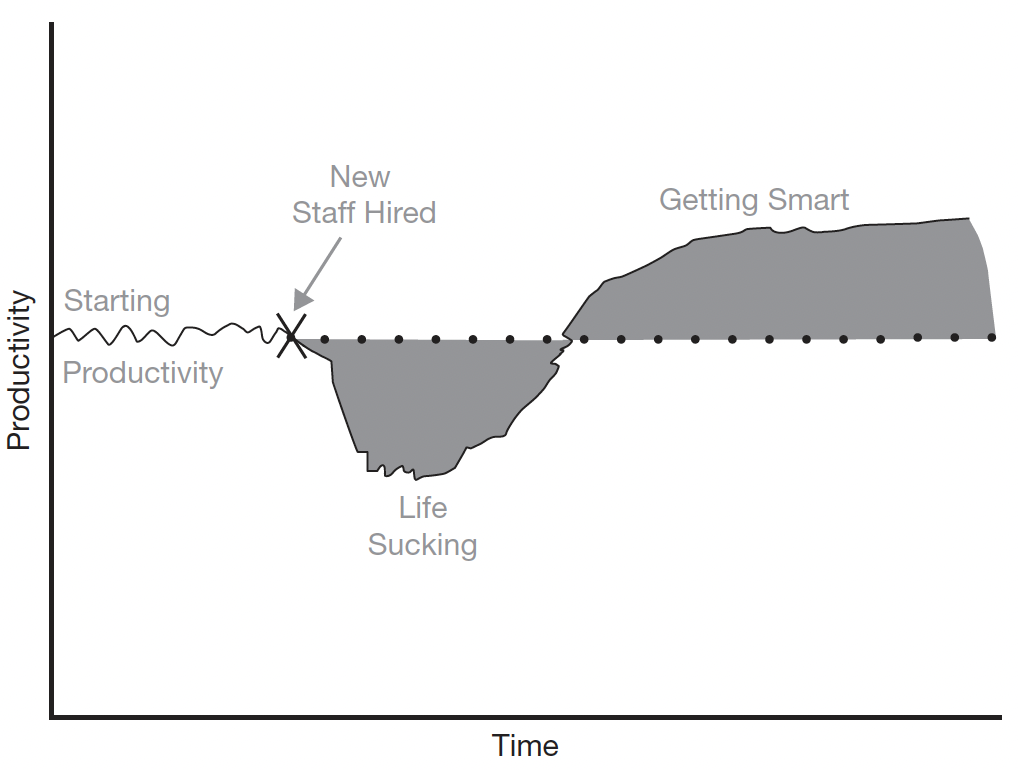 New
Staff Hired
Getting Smart
Starting
Productivity
Productivity
Life
Sucking
Time